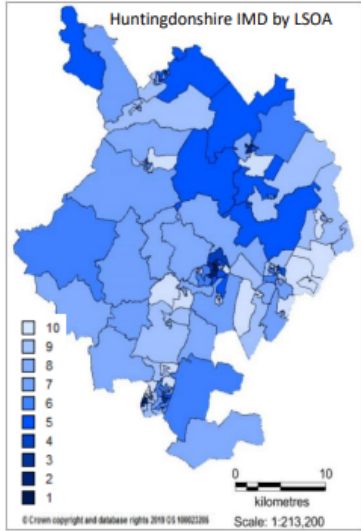 Huntingdonshire IMD by LSOA
10
9
8
7
6
5
4
3
2
1
0 10
kilometres
© Crown copyright and database rights 2019 OS 100023205
Scale: 1:213,200